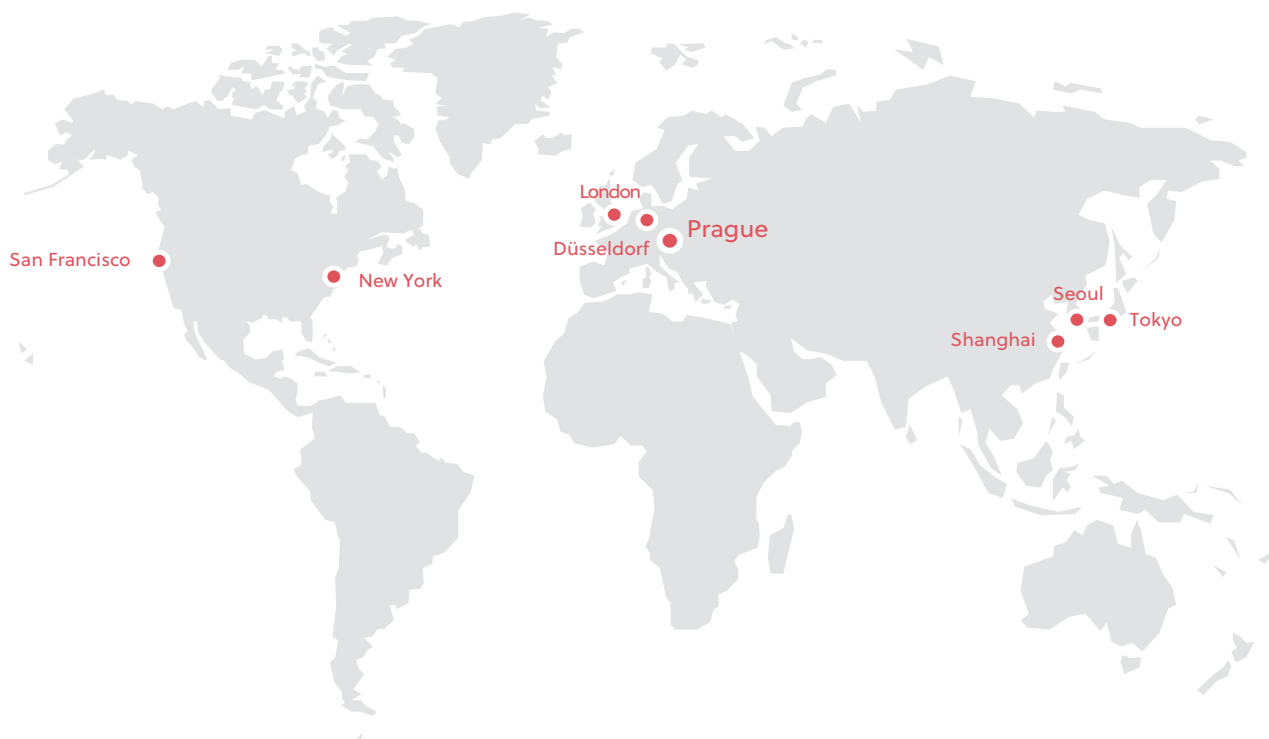 London
Prague
Düsseldorf
San Francisco
New York
Seoul
Tokyo
Shanghai